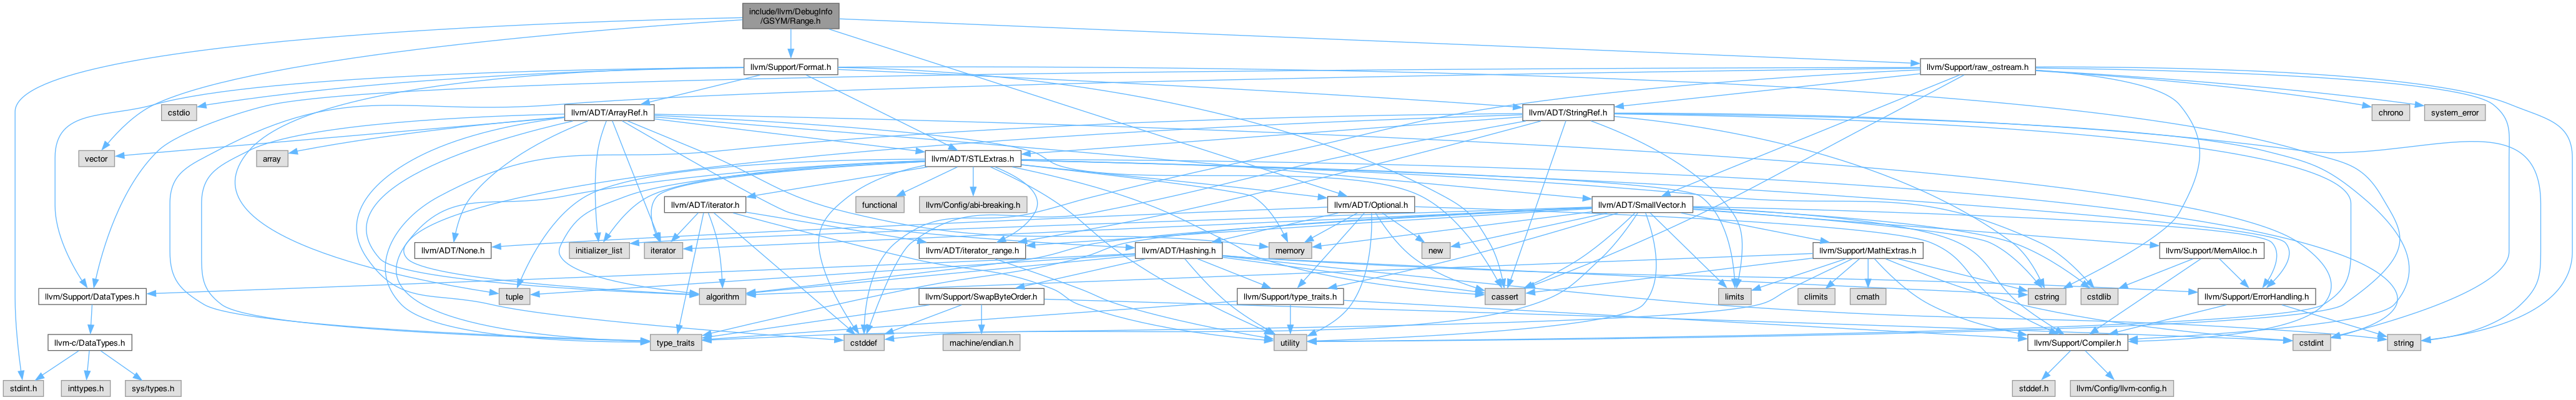 include/llvm/DebugInfo
/GSYM/Range.h
llvm/Support/Format.h
llvm/Support/raw_ostream.h
cstdio
llvm/ADT/ArrayRef.h
llvm/ADT/StringRef.h
chrono
system_error
vector
array
llvm/ADT/STLExtras.h
llvm/ADT/iterator.h
functional
llvm/Config/abi-breaking.h
llvm/ADT/Optional.h
llvm/ADT/SmallVector.h
llvm/ADT/None.h
initializer_list
iterator
llvm/ADT/iterator_range.h
llvm/ADT/Hashing.h
memory
new
llvm/Support/MathExtras.h
llvm/Support/MemAlloc.h
llvm/Support/DataTypes.h
tuple
algorithm
llvm/Support/SwapByteOrder.h
llvm/Support/type_traits.h
cassert
limits
climits
cmath
cstring
cstdlib
llvm/Support/ErrorHandling.h
llvm-c/DataTypes.h
type_traits
cstddef
machine/endian.h
utility
llvm/Support/Compiler.h
cstdint
string
stdint.h
inttypes.h
sys/types.h
stddef.h
llvm/Config/llvm-config.h